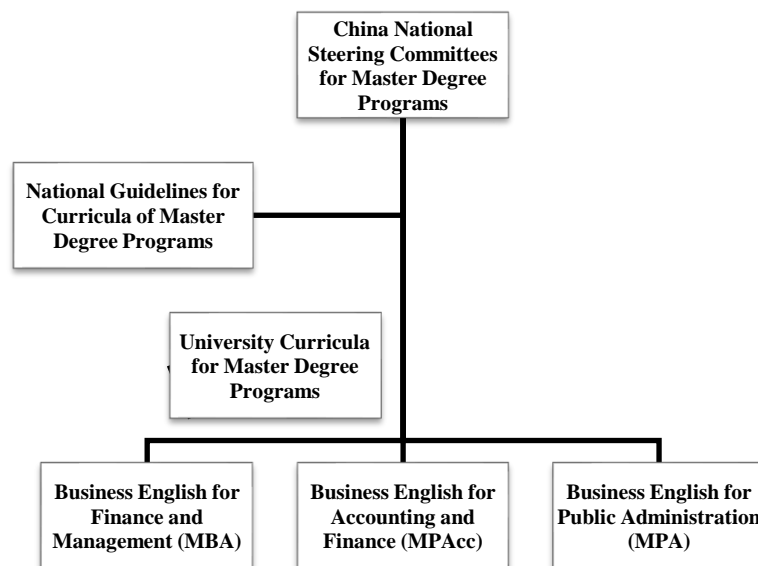 China National
Steering Committees
for Master Degree
Programs
National Guidelines for
Curricula of Master
Degree Programs
University Curricula
for Master Degree
Programs
Business English for
Finance and
Management (MBA)
Business English for
Accounting and
Finance (MPAcc)
Business English for
Public Administration
(MPA)